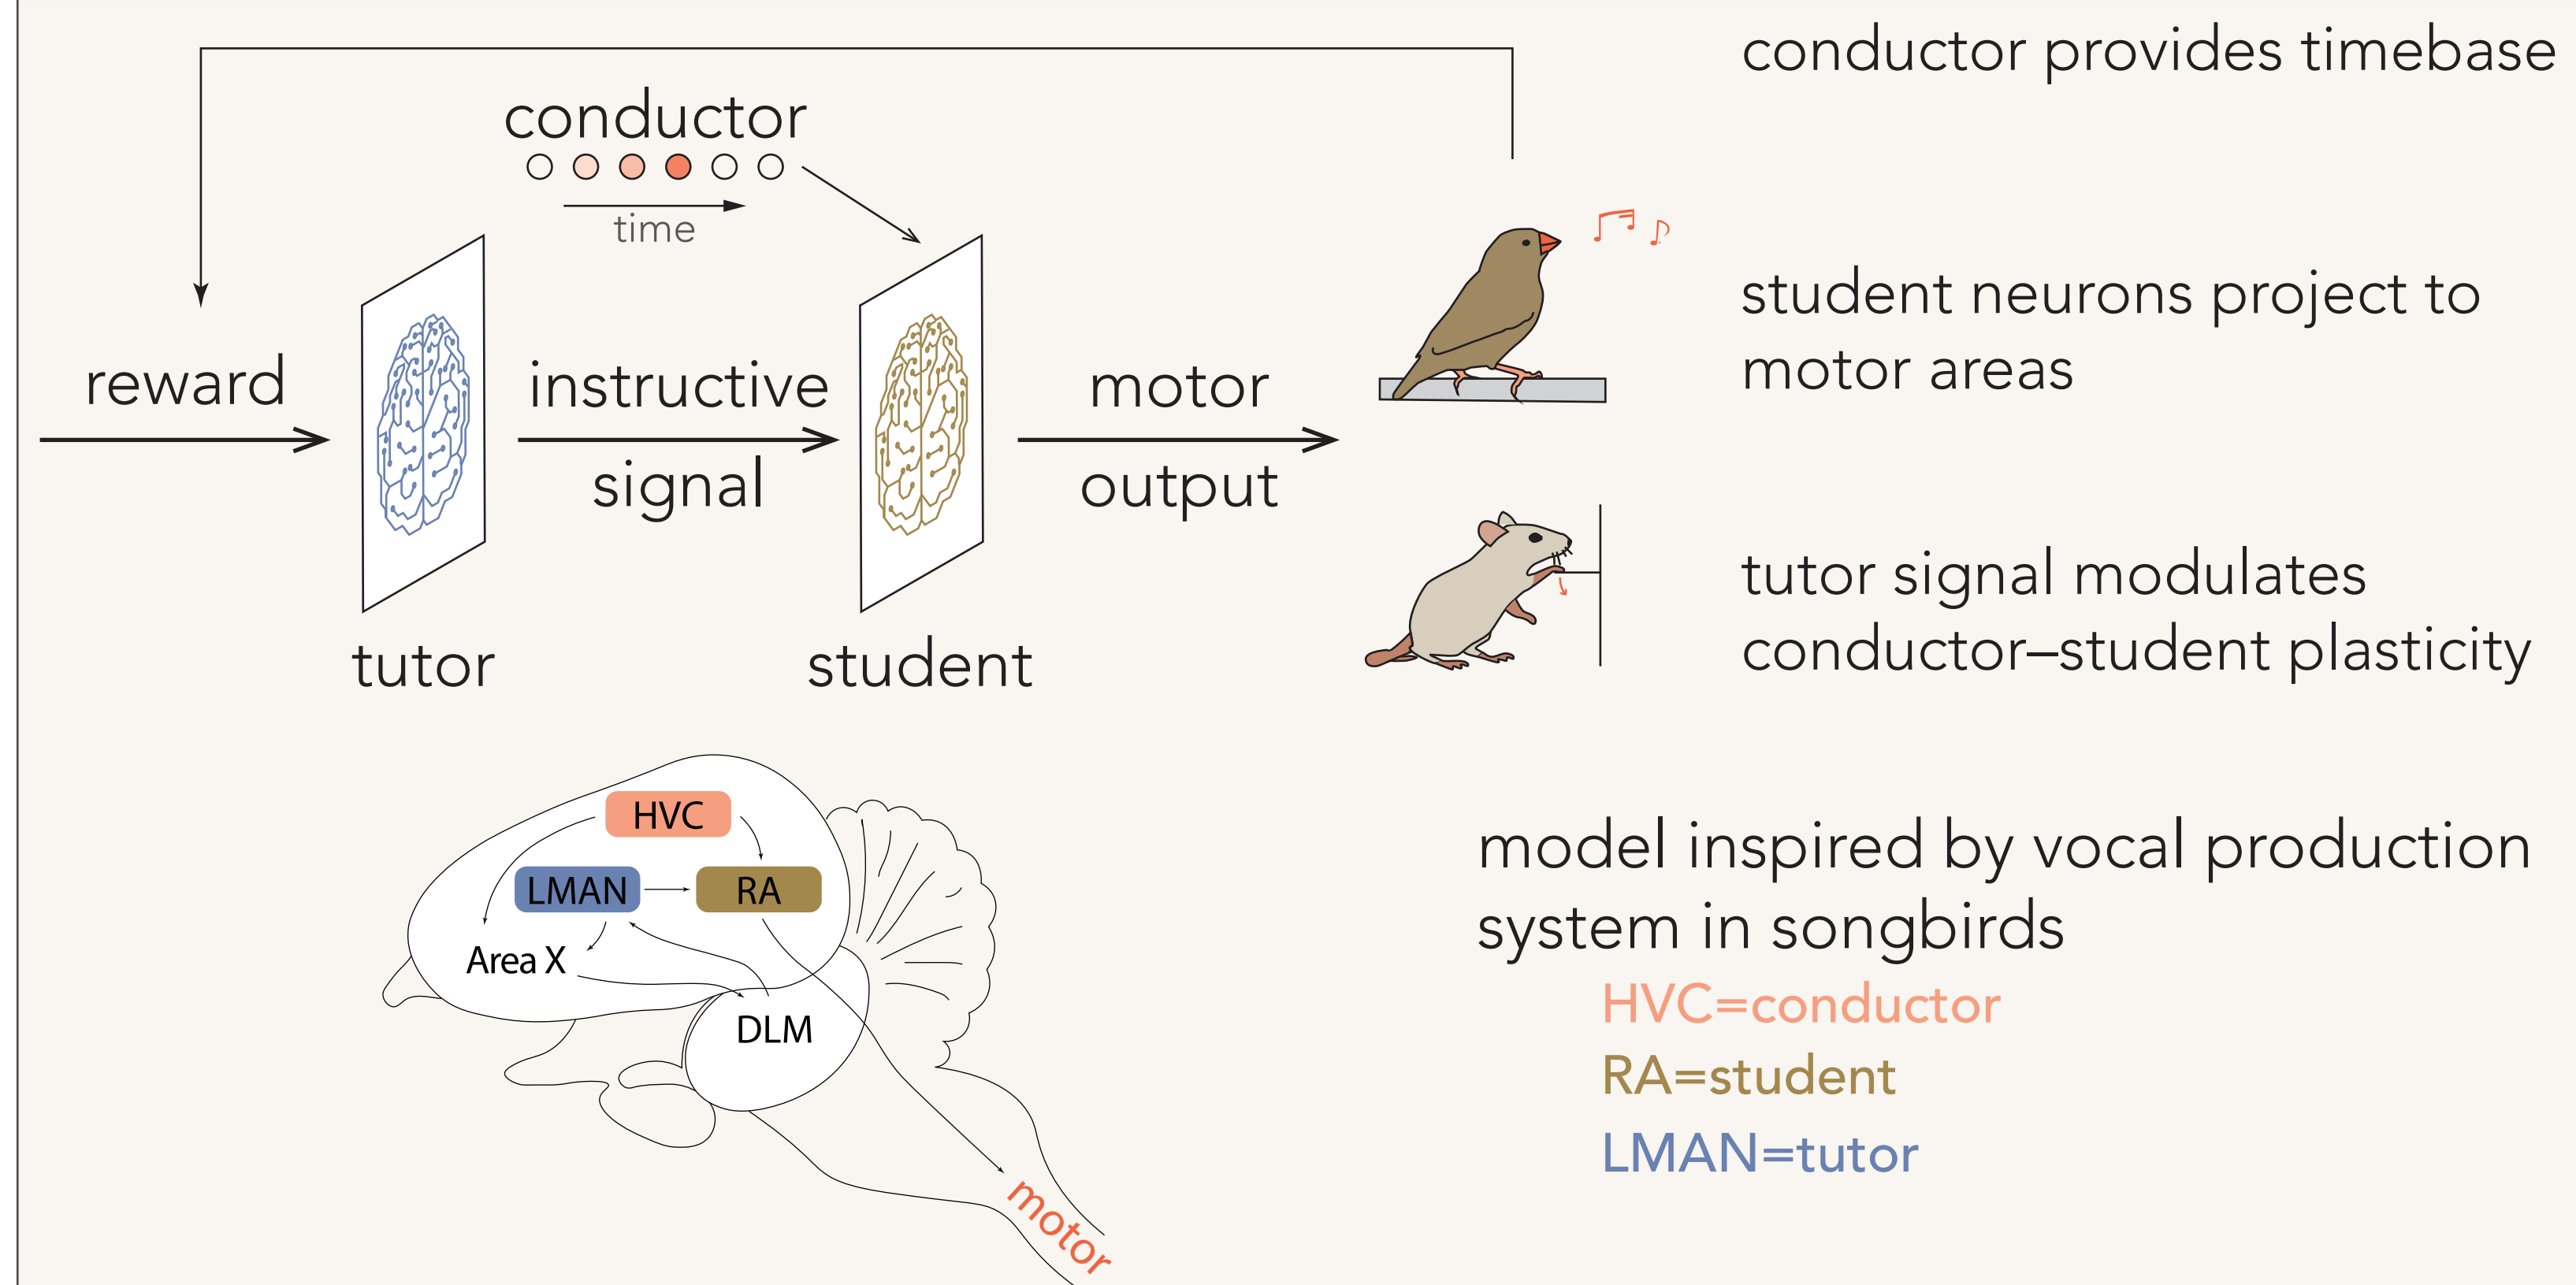 conductor provides timebase
conductor
time
reward
instructive
signal
motor
output
tutor
student
student neurons project to
motor areas
tutor signal modulates
conductor–student plasticity
HVC
LMAN
RA
Area X
DLM
motor
model inspired by vocal production
system in songbirds
HVC=conductor
RA=student
LMAN=tutor